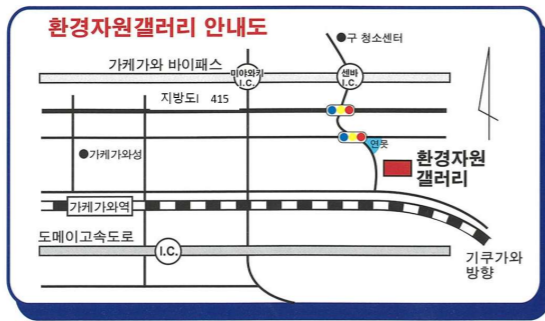 환경자원갤러리 안내도
●구 청소센터
가케가와 바이패스
미야와키
I.C.
센바
I.C.
지방도 415
연못
●가케가와성
환경자원
갤러리
가케가와역
도메이고속도로
I.C.
기쿠가와
방향